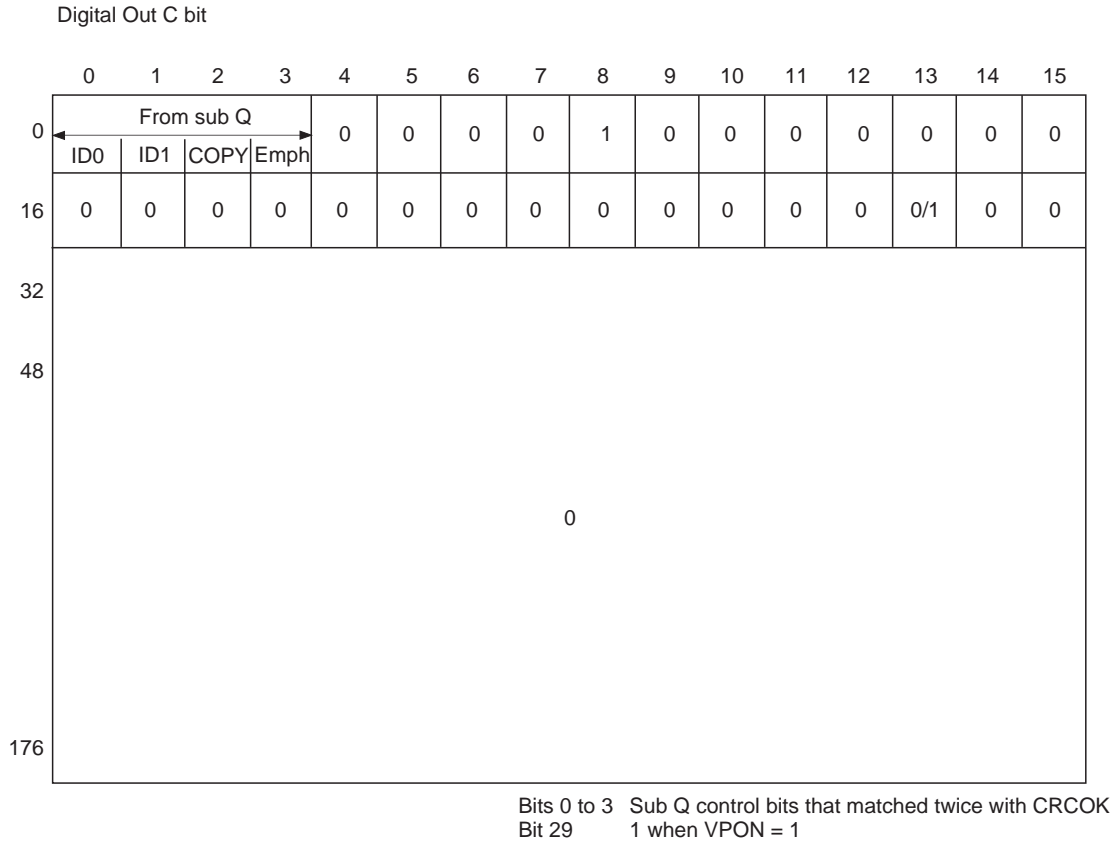 Digital Out C bit
0 1 2 3 4 5 6 7 8 9 10 11 12 13 14 15
From sub Q
0 0 0 0 0 1 0 0 0 0 0 0 0
ID0 ID1 COPY Emph
16 0 0 0 0 0 0 0 0 0 0 0 0 0 0/1 0 0
32
48
0
176
Bits 0 to 3 Sub Q control bits that matched twice with CRCOK
Bit 29 1 when VPON = 1